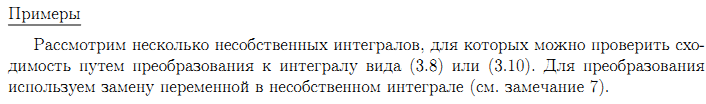 Примеры
Рассмотрим несколько несобственных интегралов, для которых можно проверить схо-
димость путем преобразования к интегралу вида (3.8) или (3.10). Для преобразования
используем замену переменной в несобственном интеграле (см. замечание 7).